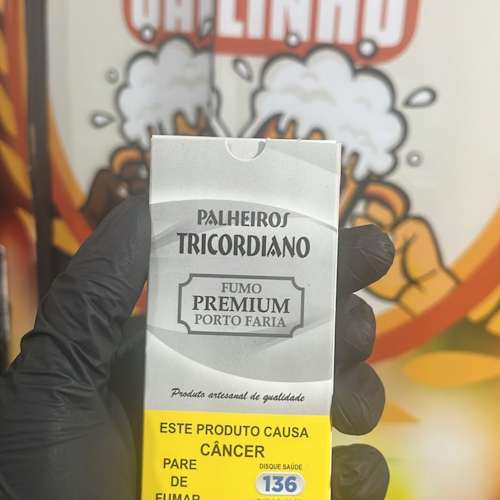 PALHEIROS
TRICORDIANO
FUMO
PREMIUM
PORTO FARIA
Produto artesanal de qualidade
ESTE PRODUTO CAUSA
CÂNCER
PARE
DE
FUMAR
DISQUE SAÚDE
136